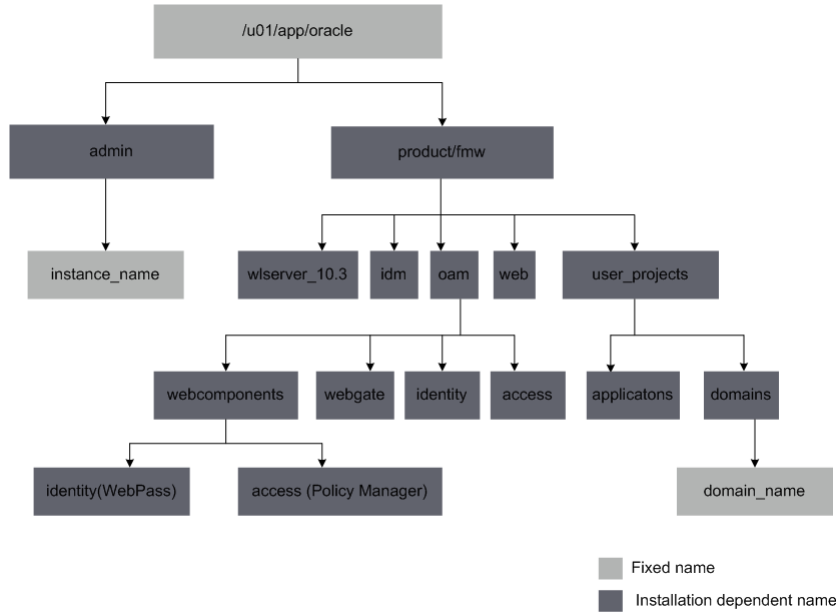 /u01/app/oracle
admin
product/fmw
instance_name
wlserver_10.3
idm
oam
web
user_projects
webcomponents
webgate
identity
access
applicatons
domains
identity(WebPass)
access (Policy Manager)
domain_name
Fixed name
Installation dependent name